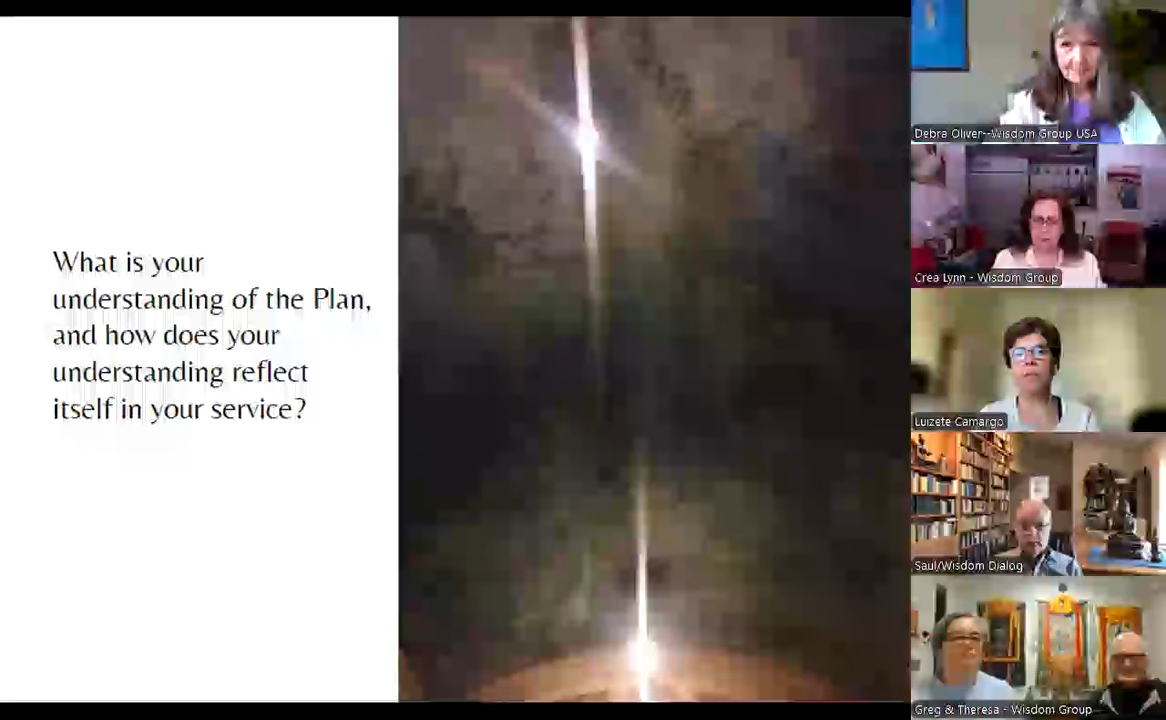 What is your
understanding of the Plan,
and how does your
understanding reflect
itself in your service?
Debra Oliver--Wisdom Group USA
Crea Lynn - Wisdom Group
Luizete Camargo
Saul/Wisdom Dialog
Greg & Theresa - Wisdom Group